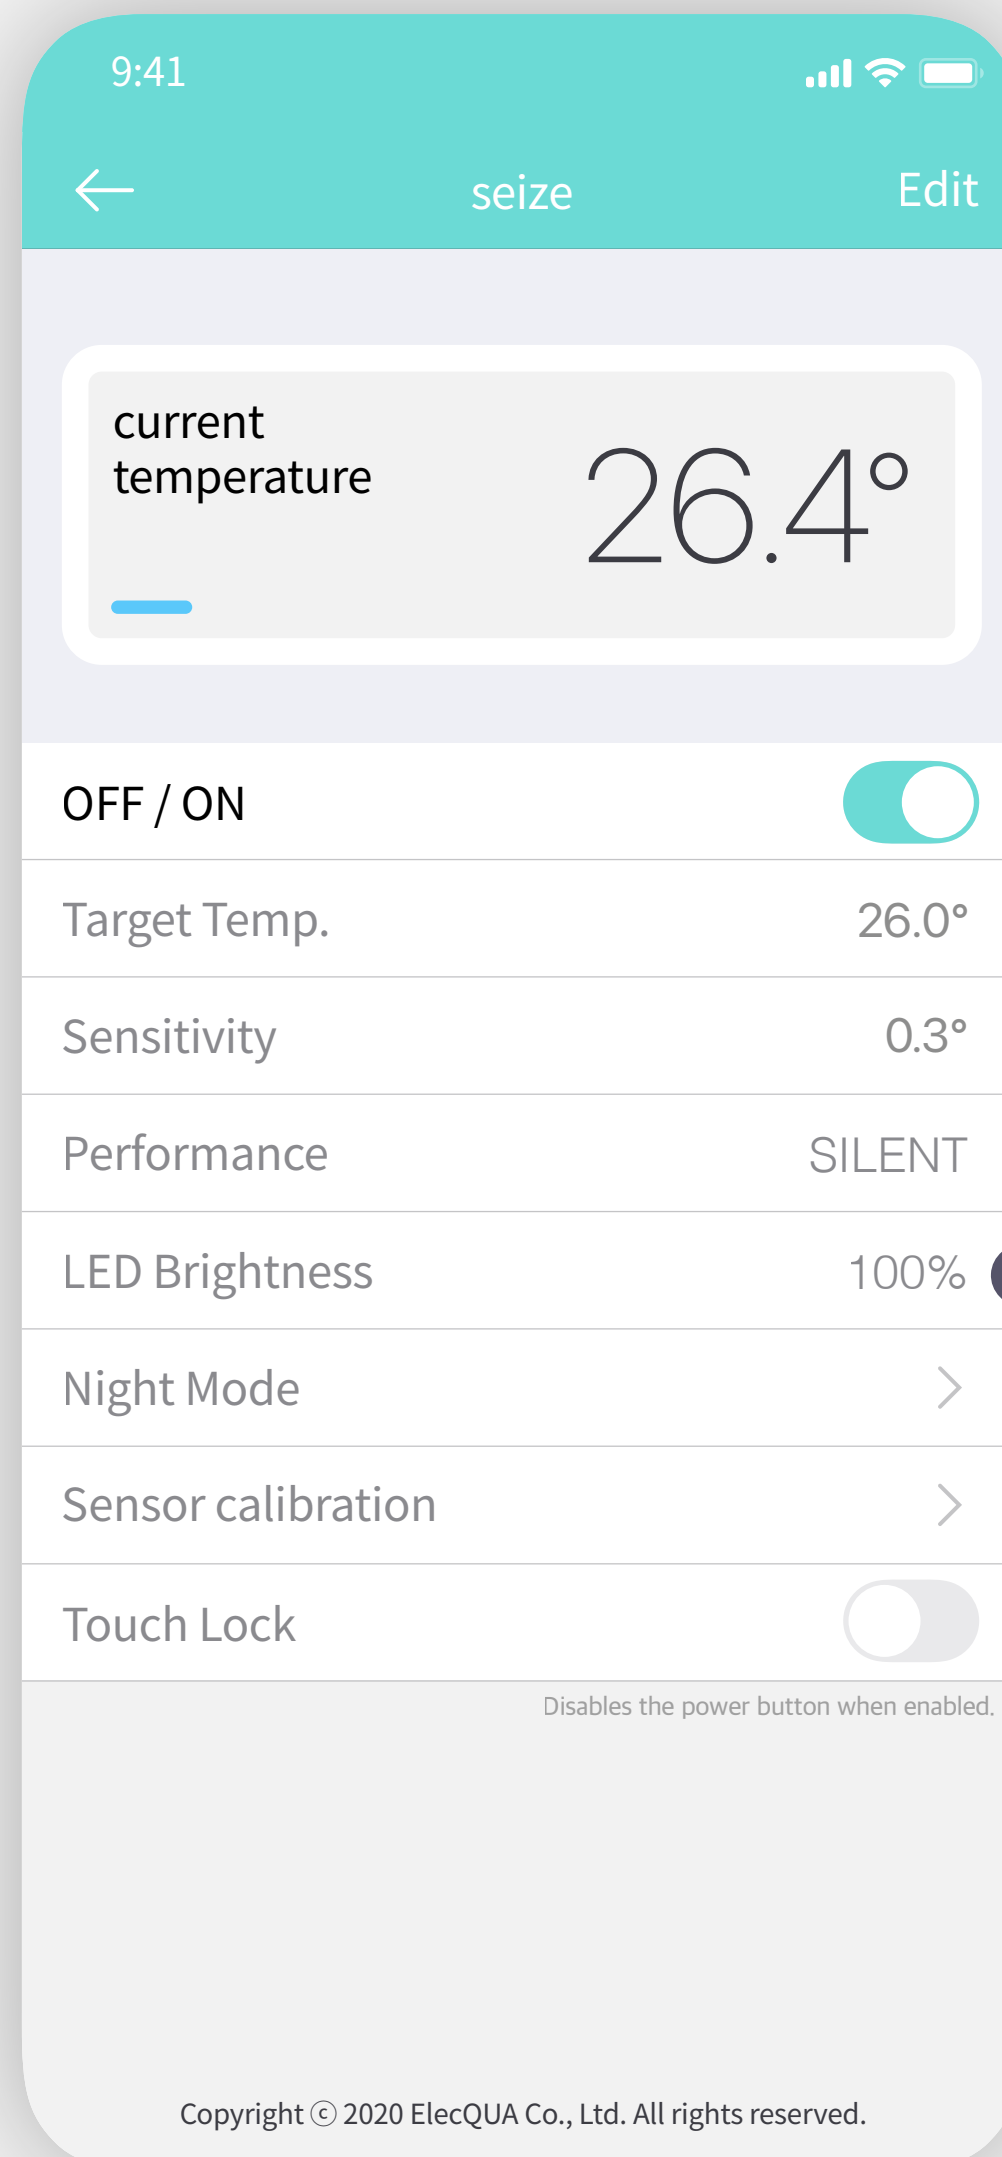 9:41
seize
Edit
current
temperature
26.4°
OFF / ON
Target Temp.
26.0°
Sensitivity
0.3°
Performance
SILENT
LED Brightness
100%
Night Mode
Sensor calibration
Touch Lock
Disables the power button when enabled.
Copyright ⓒ 2020 ElecQUA Co., Ltd. All rights reserved.